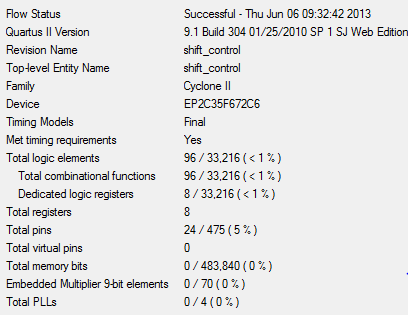 Flow Status Successful - Thu Jun 06 09:32:42 2013
Quartus II Version 9.1 Build 304 01/25/2010 SP 1 SJ Web Edition
Revision Name shift_control
Top-level Entity Name shift_control
Family Cyclone II
Device EP2C35F672C6
Timing Models Final
Met timing requirements Yes
Total logic elements 96 / 33,216 ( < 1 % )
Total combinational functions 96 / 33,216 ( < 1 % )
Dedicated logic registers 8 / 33,216 ( < 1 % )
Total registers 8
Total pins 24 / 475 ( 5 % )
Total virtual pins 0
Total memory bits 0 / 483,840 ( 0 % )
Embedded Multiplier 9-bit elements 0 / 70 ( 0 % )
Total PLLs 0 / 4 ( 0 % )